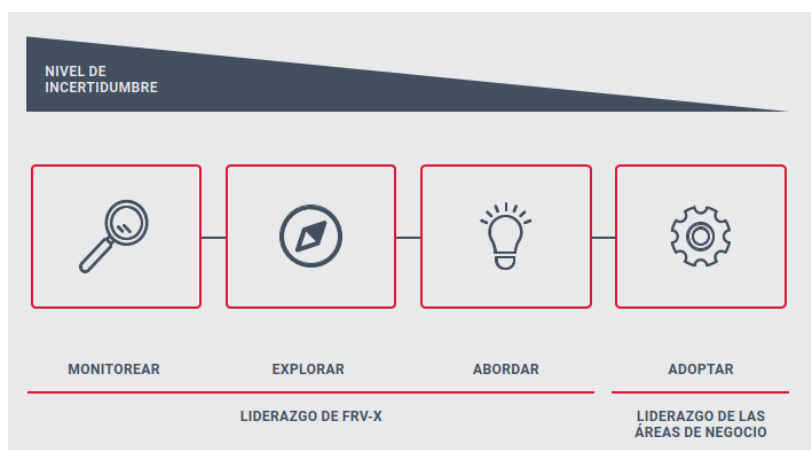 NIVEL DE
INCERTIDUMBRE
MONITOREAR
EXPLORAR
ABORDAR
ADOPTAR
LIDERAZGO DE FRV-X
LIDERAZGO DE LAS
ÁREAS DE NEGOCIO